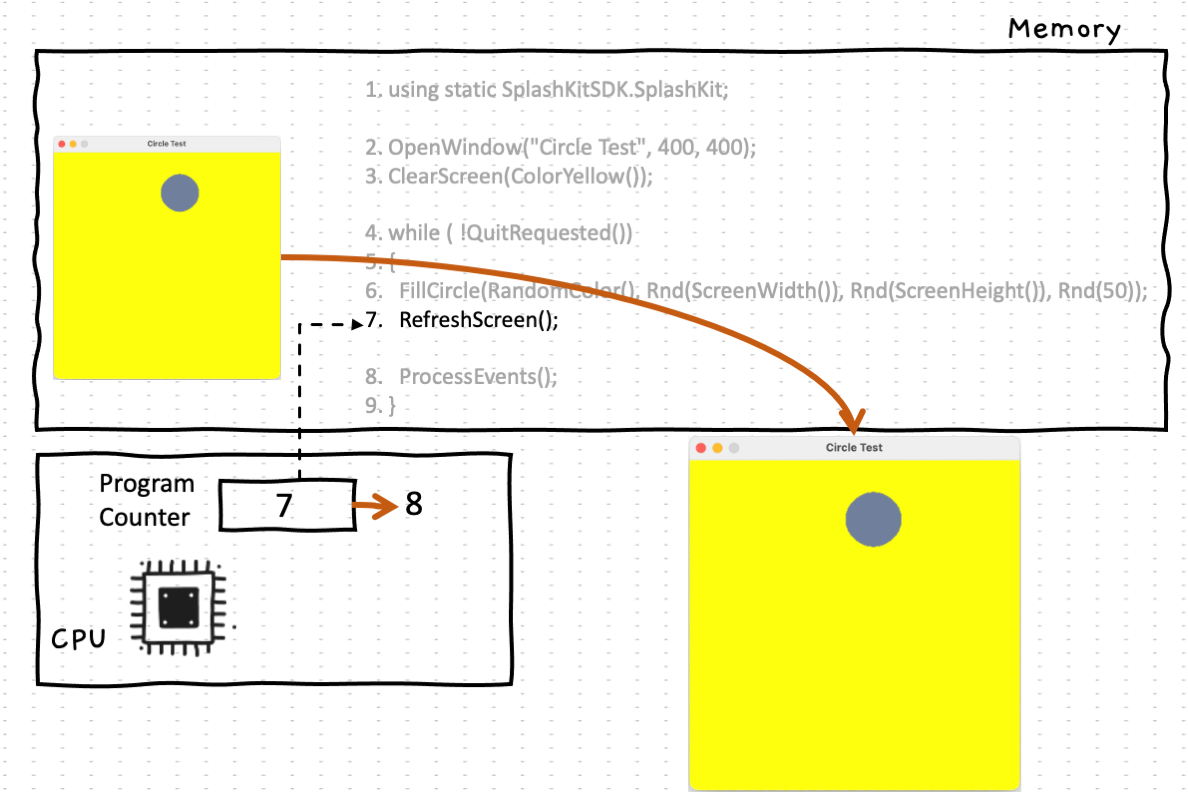 Memory
1. using static SplashKitSDK.SplashKit;
Circle Test
2. OpenWindow("Circle Test", 400, 400);
3. ClearScreen(ColorYellow());
4. while ( !QuitRequested())
5. {
6. FillCircle(RandomColor(), Rnd(ScreenWidth()), Rnd(ScreenHeight()), Rnd(50));
7. RefreshScreen();
8. ProcessEvents();
9. }
Circle Test
Program
Counter
7
8
CPU